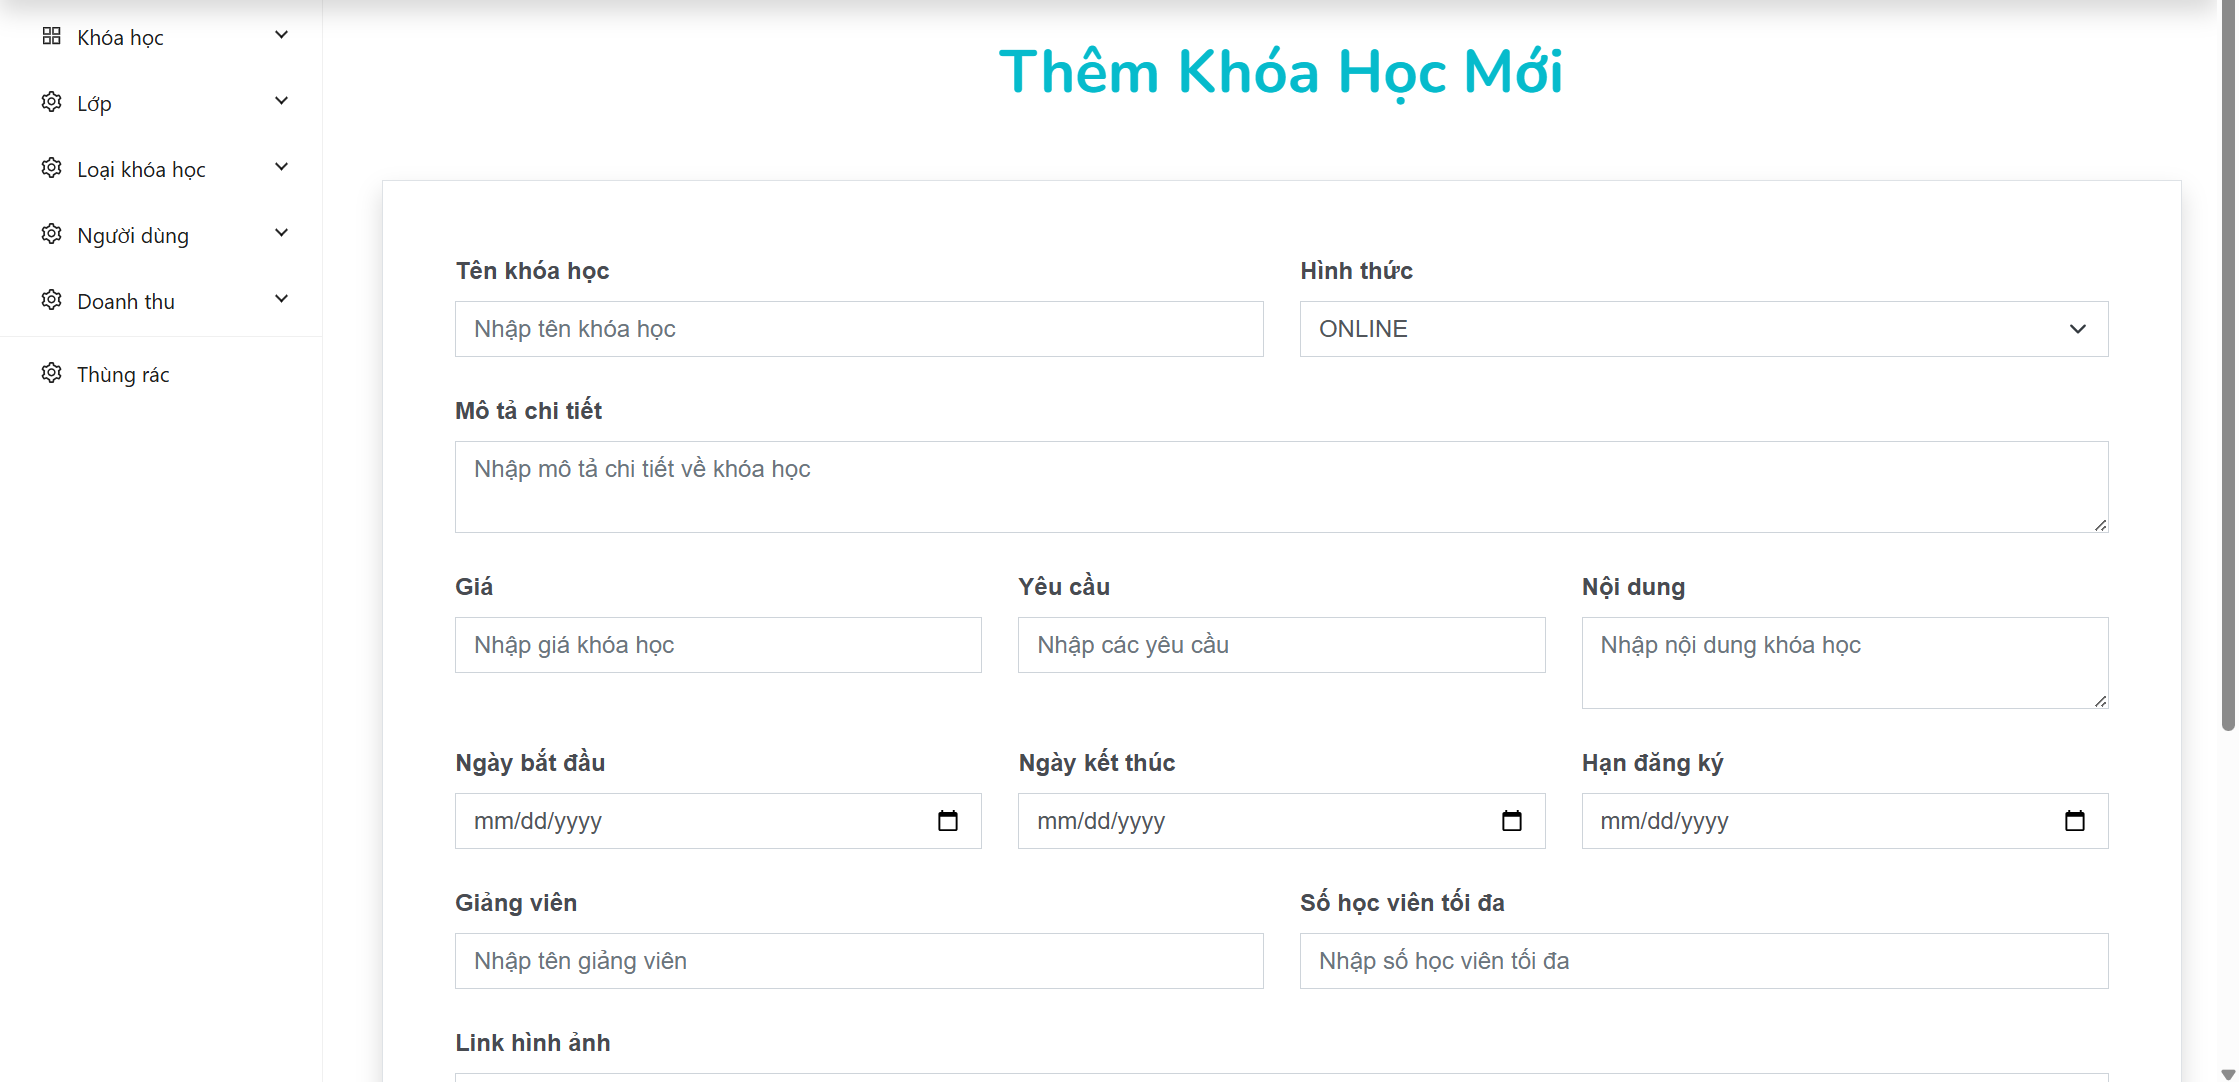 Khóa học
Lớp
Loại khóa học
Người dùng
Doanh thu
Thùng rác
Thêm Khóa Học Mới
Tên khóa học
Hình thức
Nhập tên khóa học
ONLINE
Mô tả chi tiết
Nhập mô tả chi tiết về khóa học
Giá
Yêu cầu
Nội dung
Nhập giá khóa học
Nhập các yêu cầu
Nhập nội dung khóa học
Ngày bắt đầu
Ngày kết thúc
Hạn đăng ký
mm/dd/yyyy
mm/dd/yyyy
mm/dd/yyyy
Giảng viên
Số học viên tối đa
Nhập tên giảng viên
Nhập số học viên tối đa
Link hình ảnh